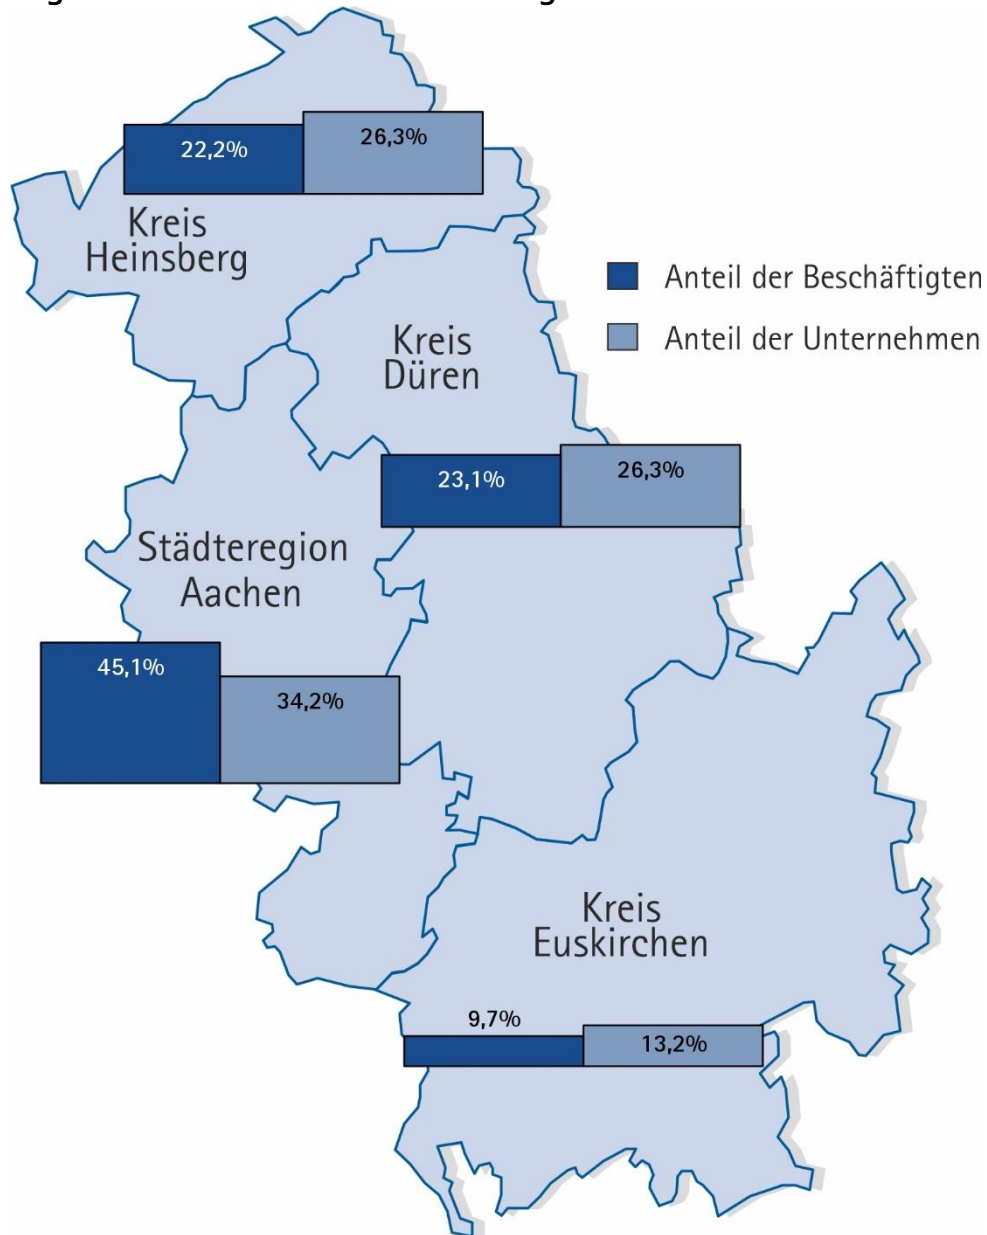 22,2%
26,3%
Kreis
Heinsberg
Anteil der Beschäftigten
Anteil der Unternehmen
Kreis
Düren
23,1%
26,3%
Städteregion
Aachen
45,1%
34,2%
Kreis
Euskirchen
9,7%
13,2%